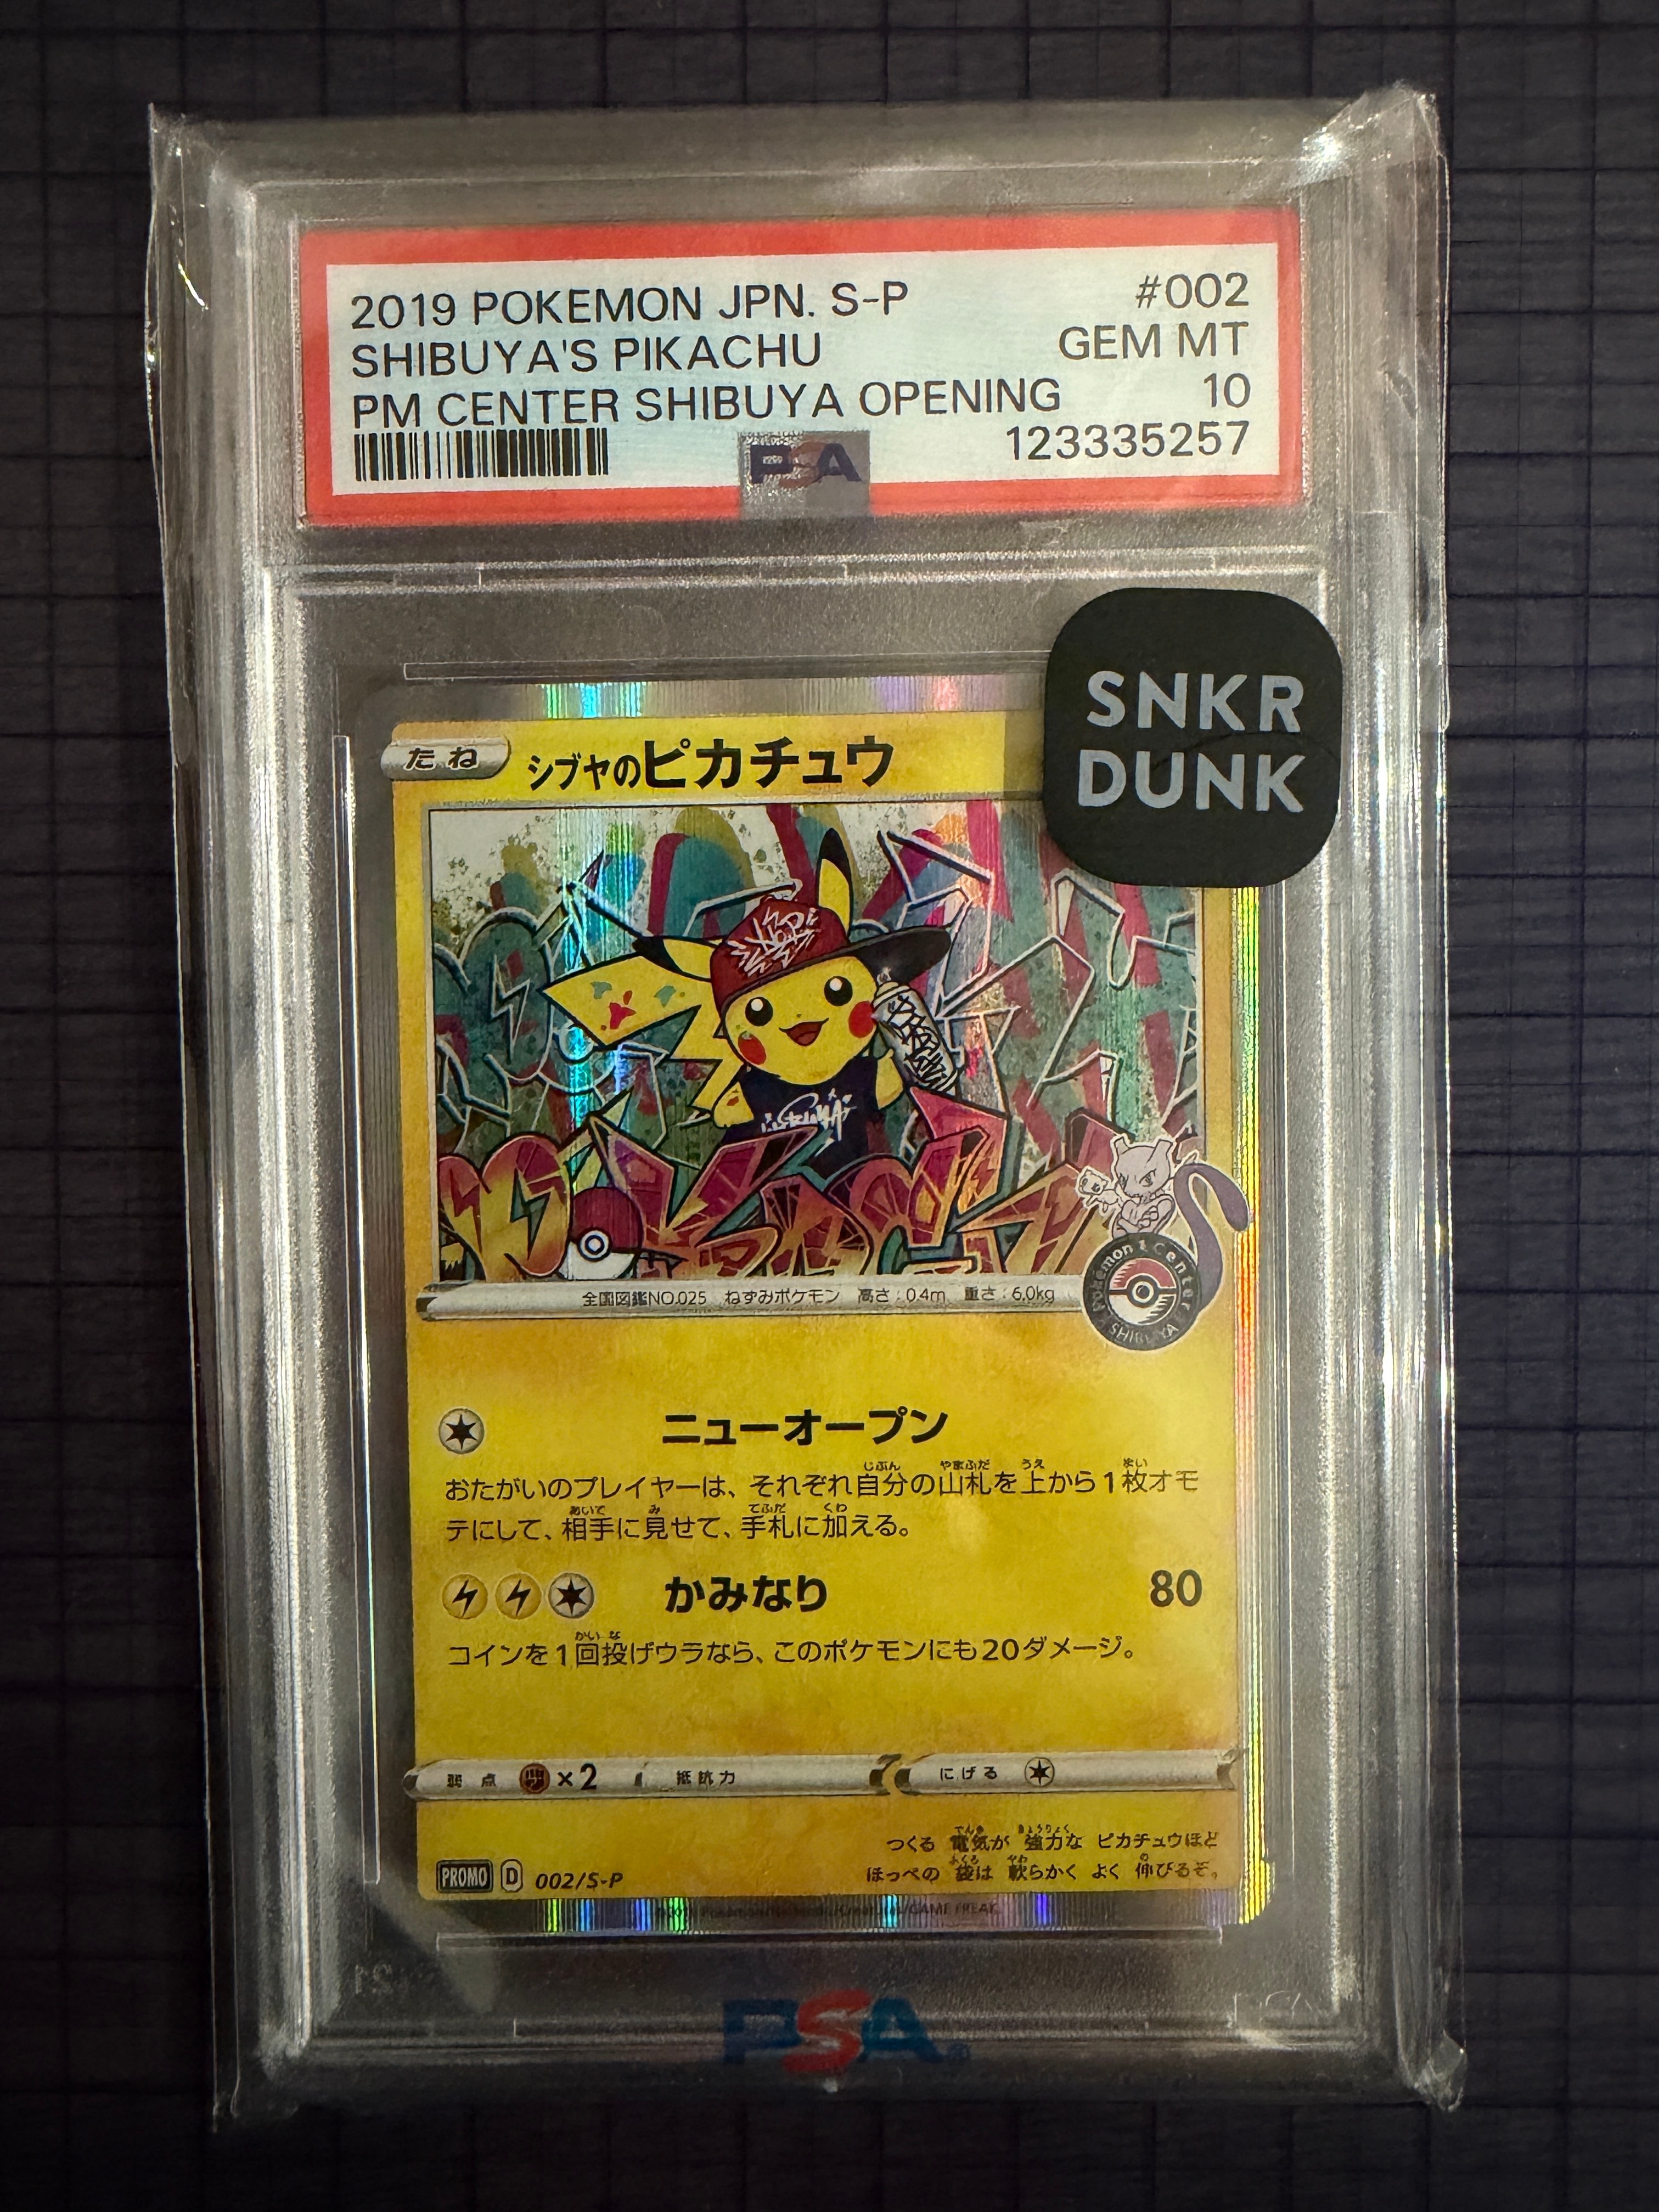 2019 POKEMON JPN. S-P #002
SHIBUYA'S PIKACHU GEM MT
PM CENTER SHIBUYA OPENING 10
123335257
PSA
SNKR
DUNK
たね シブヤのピカチュウ
全国図鑑NO.025 ねずみポケモン 高さ：0.4m 重さ：6.0kg
Pokémon Center
SHIBUYA
ニューオープン
おたがいのプレイヤーは、それぞれ自分の山札を上から1枚オモ
テにして、相手に見せて、手札に加える。
かみなり 80
コインを1回投げウラなら、このポケモンにも20ダメージ。
弱点 ×2 抵抗力 にげる
つくる 電気が 強力な ピカチュウほど
ほっぺの 袋は 軟らかく よく 伸びるぞ。
PROMO D 002/S-P
PSA